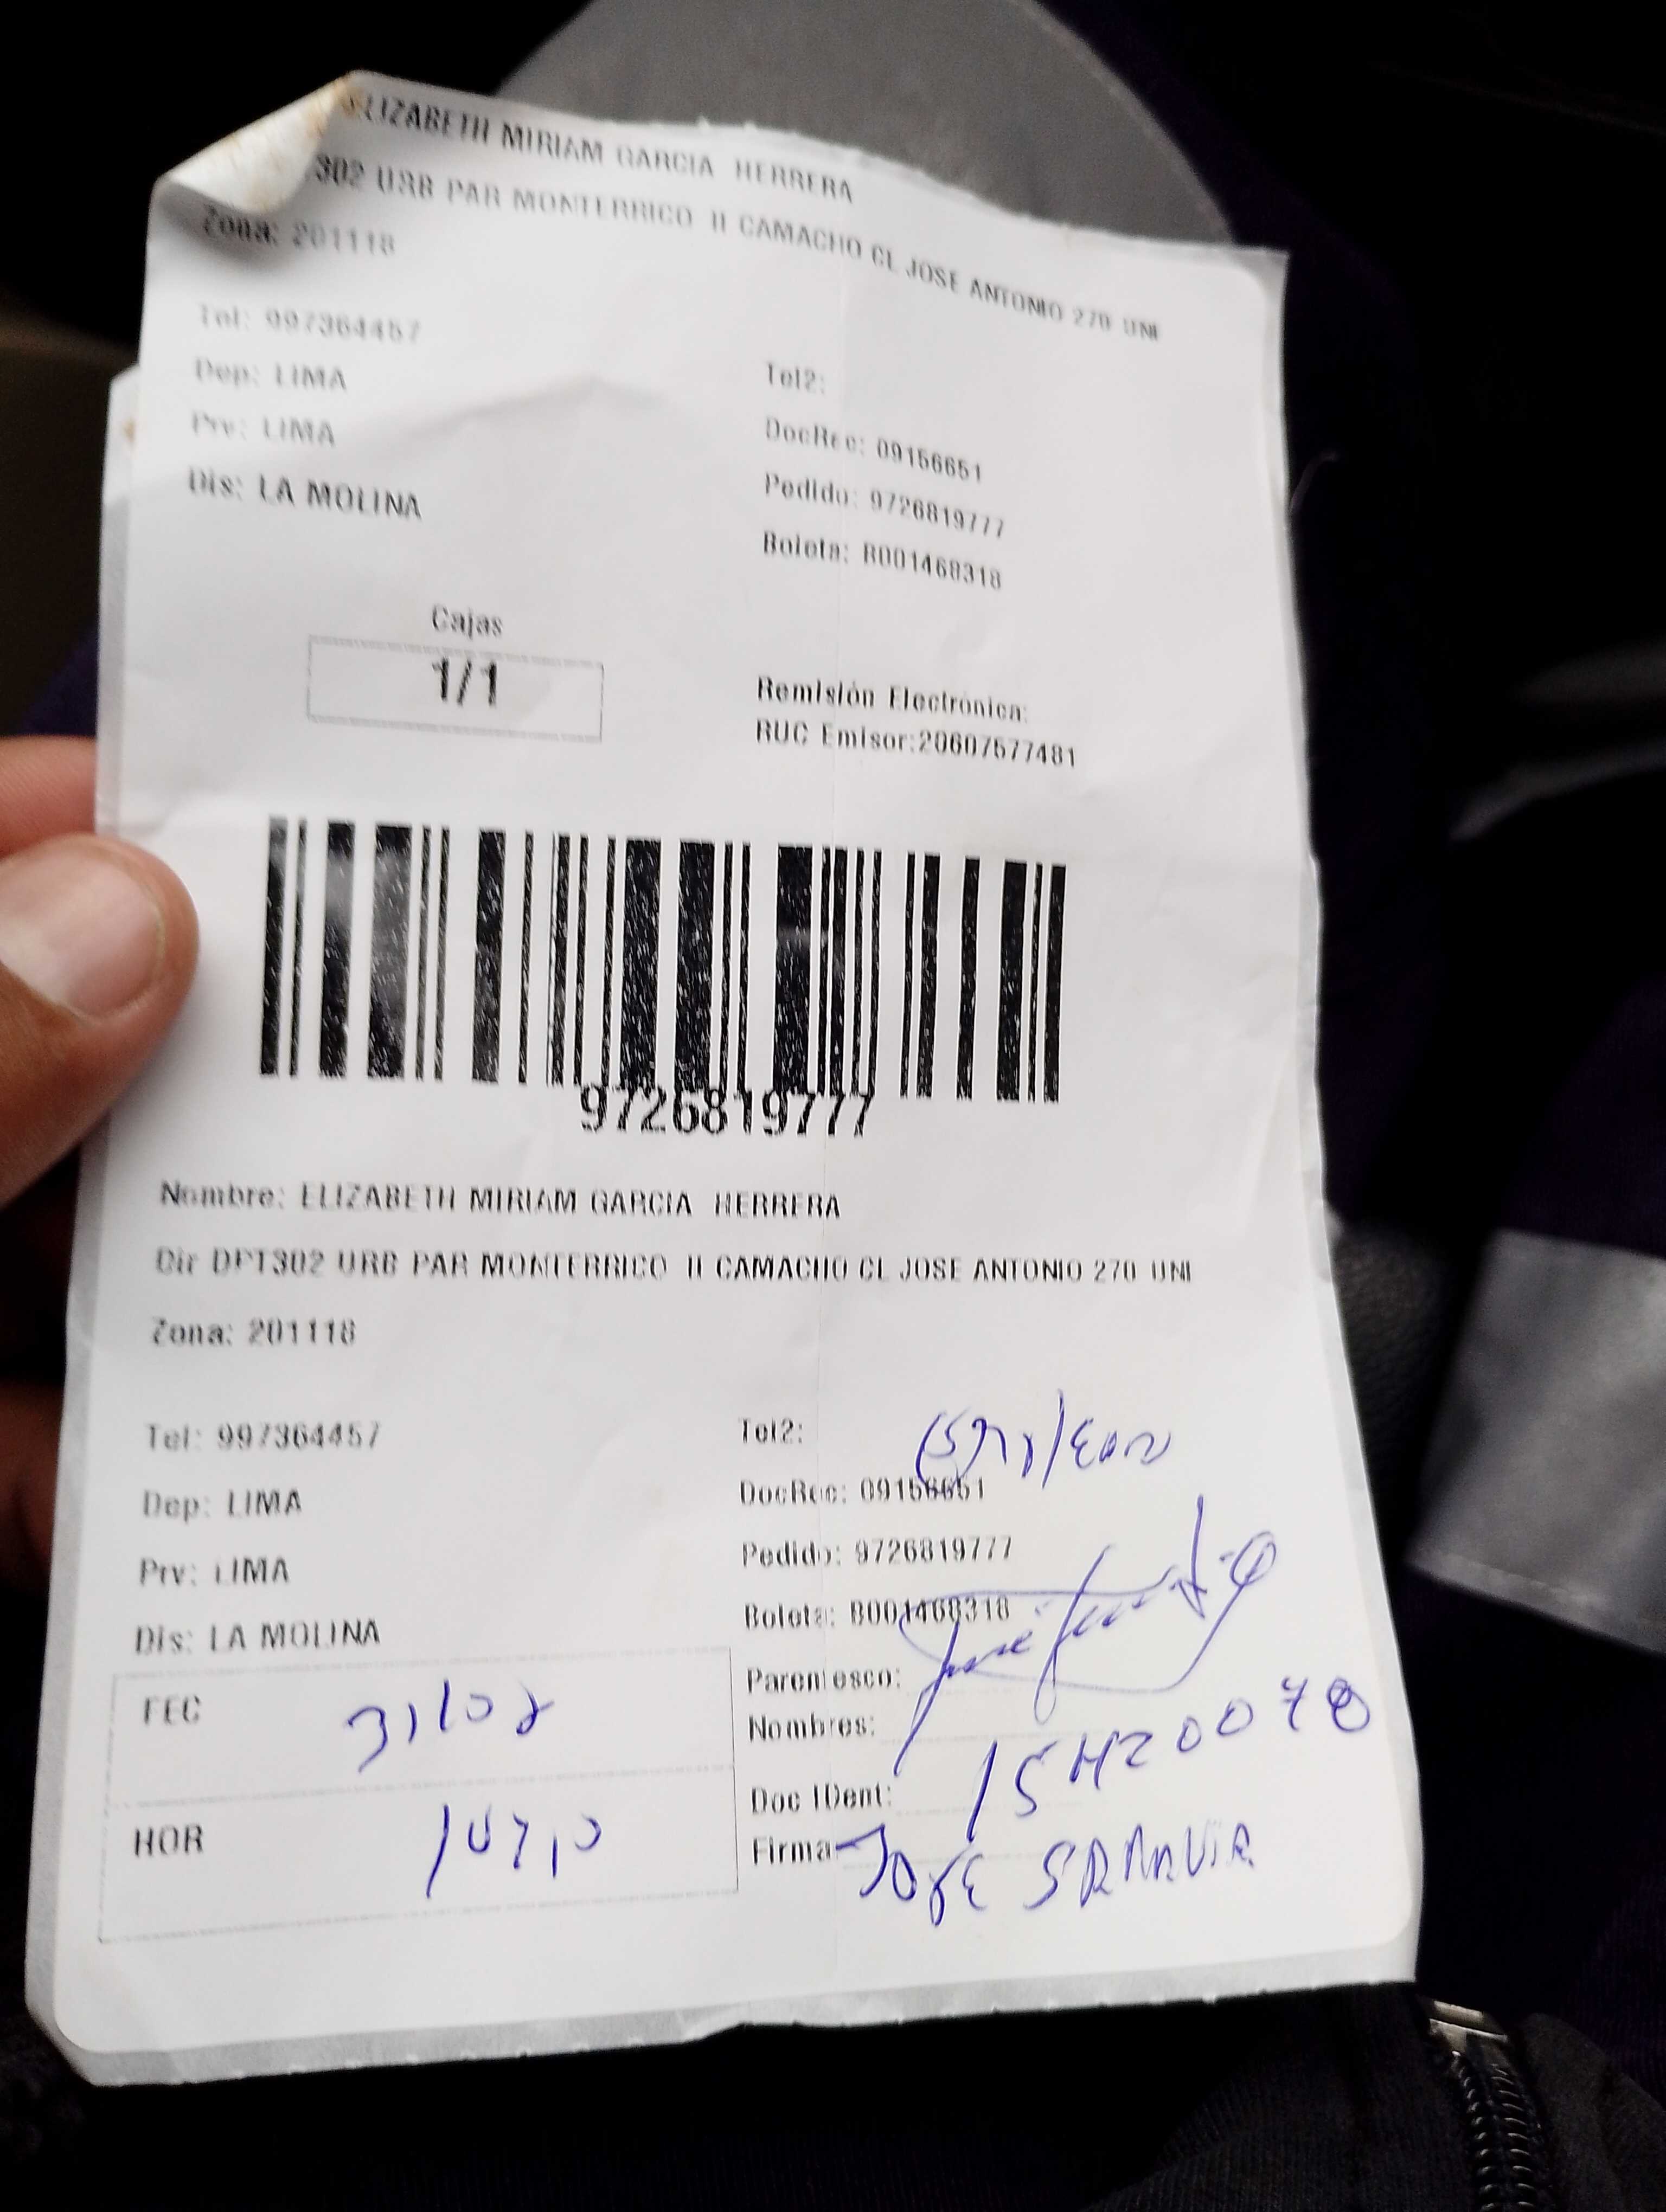 ELIZABETH MIRIAM GARCIA HERRERA
302 URB PAR MONTERRICO II CAMACHO CL JOSE ANTONIO 270 UNI
Zona: 201118
Tel: 997364457
Dep: LIMA
Prv: LIMA
Dis: LA MOLINA
Tel2:
DocRec: 09156651
Pedido: 9726819777
Boleta: B001468318
Cajas
1/1
Remisión Electrónica:
RUC Emisor:20607577481
9726819777
Nombre: ELIZABETH MIRIAM GARCIA HERRERA
Dir DPT302 URB PAR MONTERRICO II CAMACHO CL JOSE ANTONIO 270 UNI
Zona: 201118
Tel: 997364457
Dep: LIMA
Prv: LIMA
Dis: LA MOLINA
Tel2:
DocRec: 09156651
Pedido: 9726819777
Boleta: B001468318
Parentesco:
Nombres:
Doc IDent:
Firma JOSE SARAVIA
FEC
HOR